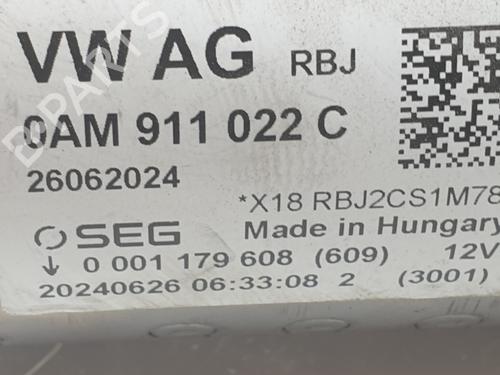 VW AG RBJ
0AM 911 022 C
26062024
*X18 RBJ2CS1M78
SEG Made in Hungary
↓ 0 001 179 608 (609) 12V
20240626 06:33:08 2 (3001)